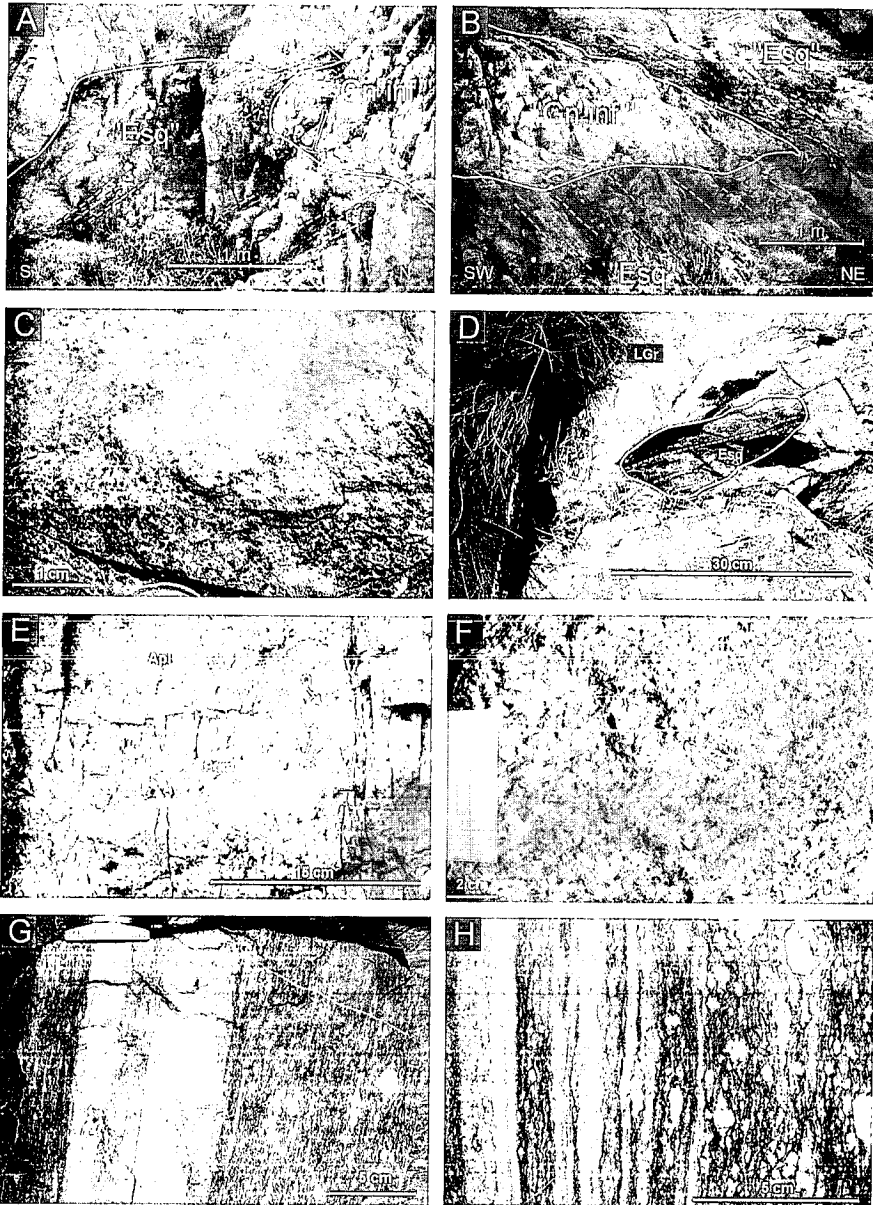 A
"Esq"
"Gn.inf."
1 m.
N
B
"Esq"
"Gn.inf."
1 m.
SW
"Esq"
NE
C
1 cm
D
LGr
Esq
30 cm
E
Apl
15 cm
F
2 cm
G
5 cm
H
5 cm